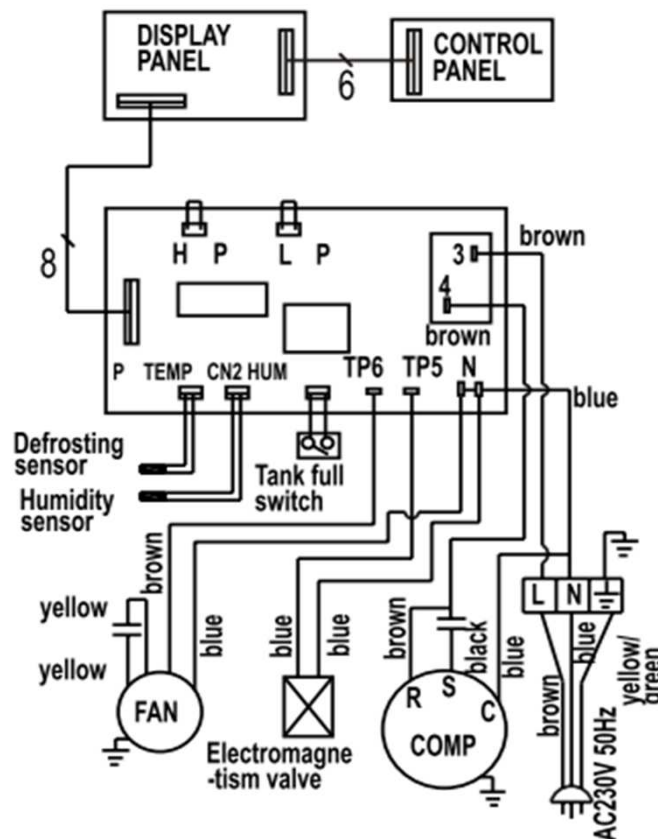 DISPLAY
PANEL
CONTROL
PANEL
6
8
H P
L P
3
4
brown
brown
P
TEMP
CN2 HUM
TP6
TP5
N
blue
Defrosting
sensor
Humidity
sensor
Tank full
switch
brown
yellow
yellow
blue
blue
blue
brown
black
blue
L
N
brown
blue
yellow/
green
FAN
Electromagne
-tism valve
R
S
C
COMP
AC230V 50Hz